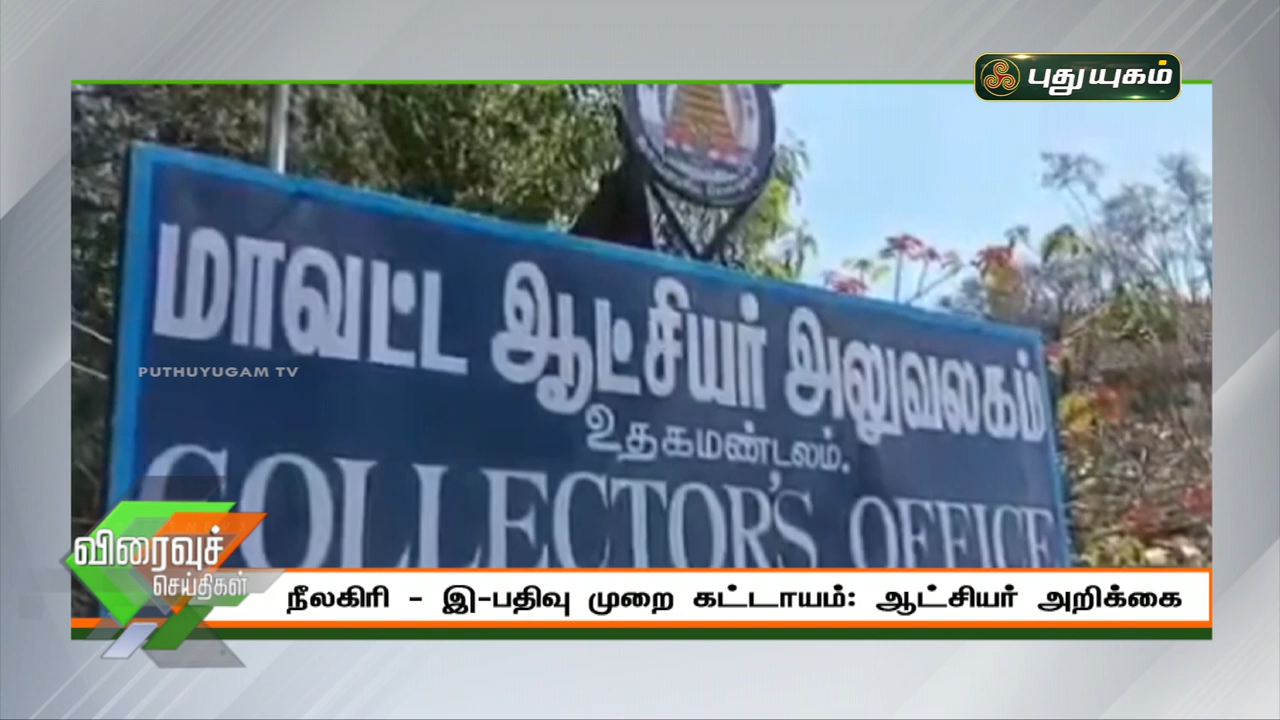 புதுயுகம்
மாவட்ட ஆட்சியர் அலுவலகம்
PUTHUYUGAM TV
உதகமண்டலம்.
COLLECTOR'S OFFICE
விரைவுச்
செய்திகள்
நீலகிரி - இ-பதிவு முறை கட்டாயம்: ஆட்சியர் அறிக்கை